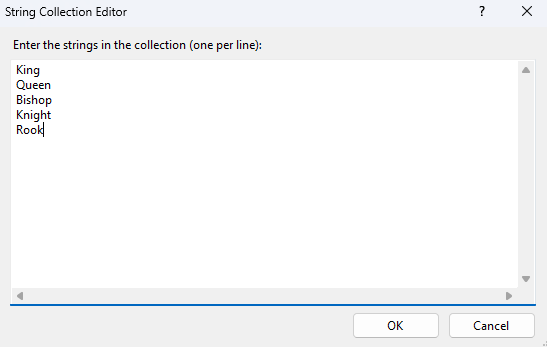 String Collection Editor ?
Enter the strings in the collection (one per line):
King
Queen
Bishop
Knight
Rook
OK Cancel